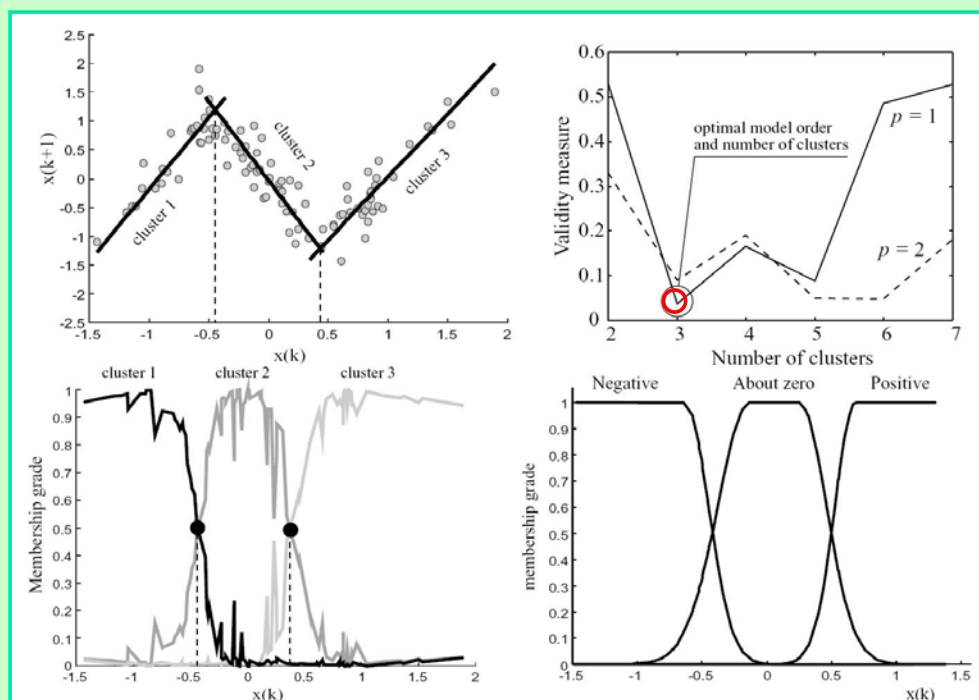 2.5
2
1.5
1
0.5
0
-0.5
-1
-1.5
-2
2.5
x(k+1)
cluster 1
cluster 2
cluster 3
-1.5 -1 -0.5 0 0.5 1 1.5 2
x(k)
0.6
0.5
0.4
0.3
0.2
0.1
0
Validity measure
optimal model order
and number of clusters
p = 1
p = 2
2 3 4 5 6 7
Number of clusters
cluster 1 cluster 2 cluster 3
1
0.9
0.8
0.7
0.6
0.5
0.4
0.3
0.2
0.1
0
Membership grade
-1.5 -1 -0.5 0 0.5 1 1.5 2
x(k)
Negative About zero Positive
1
0.9
0.8
0.7
0.6
0.5
0.4
0.3
0.2
0.1
0
membership grade
-1.5 -1 -0.5 0 0.5 1 1.5
x(k)